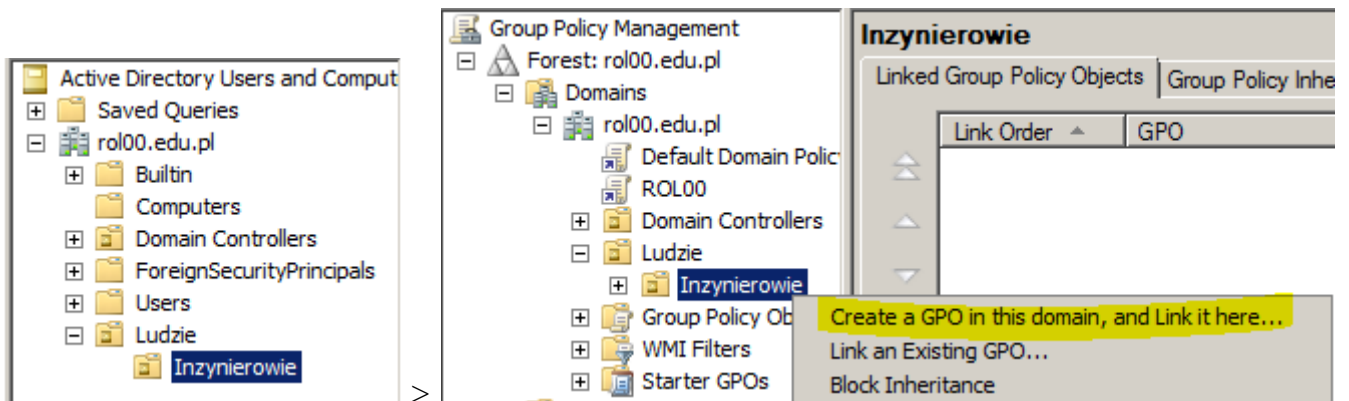 Active Directory Users and Comput
Saved Queries
rol00.edu.pl
Builtin
Computers
Domain Controllers
ForeignSecurityPrincipals
Users
Ludzie
Inzynierowie
>
Group Policy Management
Forest: rol00.edu.pl
Domains
rol00.edu.pl
Default Domain Polic
ROL00
Domain Controllers
Ludzie
Inzynierowie
Group Policy Ob
WMI Filters
Starter GPOs
Inzynierowie
Linked Group Policy Objects
Group Policy Inhe
Link Order
GPO
Create a GPO in this domain, and Link it here...
Link an Existing GPO...
Block Inheritance